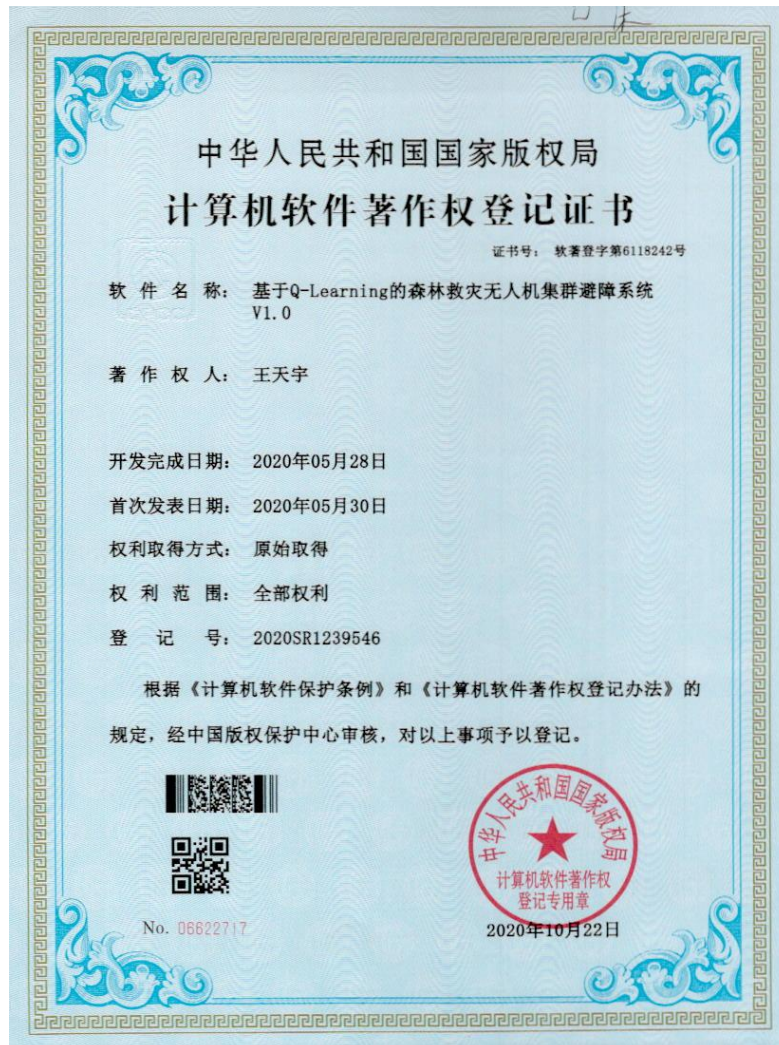 中华人民共和国国家版权局
计算机软件著作权登记证书
证书号： 软著登字第6118242号
软件名称： 基于Q-Learning的森林救灾无人机集群避障系统
V1.0
著作权人： 王天宇
开发完成日期： 2020年05月28日
首次发表日期： 2020年05月30日
权利取得方式： 原始取得
权利范围： 全部权利
登记号： 2020SR1239546
根据《计算机软件保护条例》和《计算机软件著作权登记办法》的
规定，经中国版权保护中心审核，对以上事项予以登记。
中华人民共和国国家版权局
计算机软件著作权
登记专用章
No. 06622717
2020年10月22日